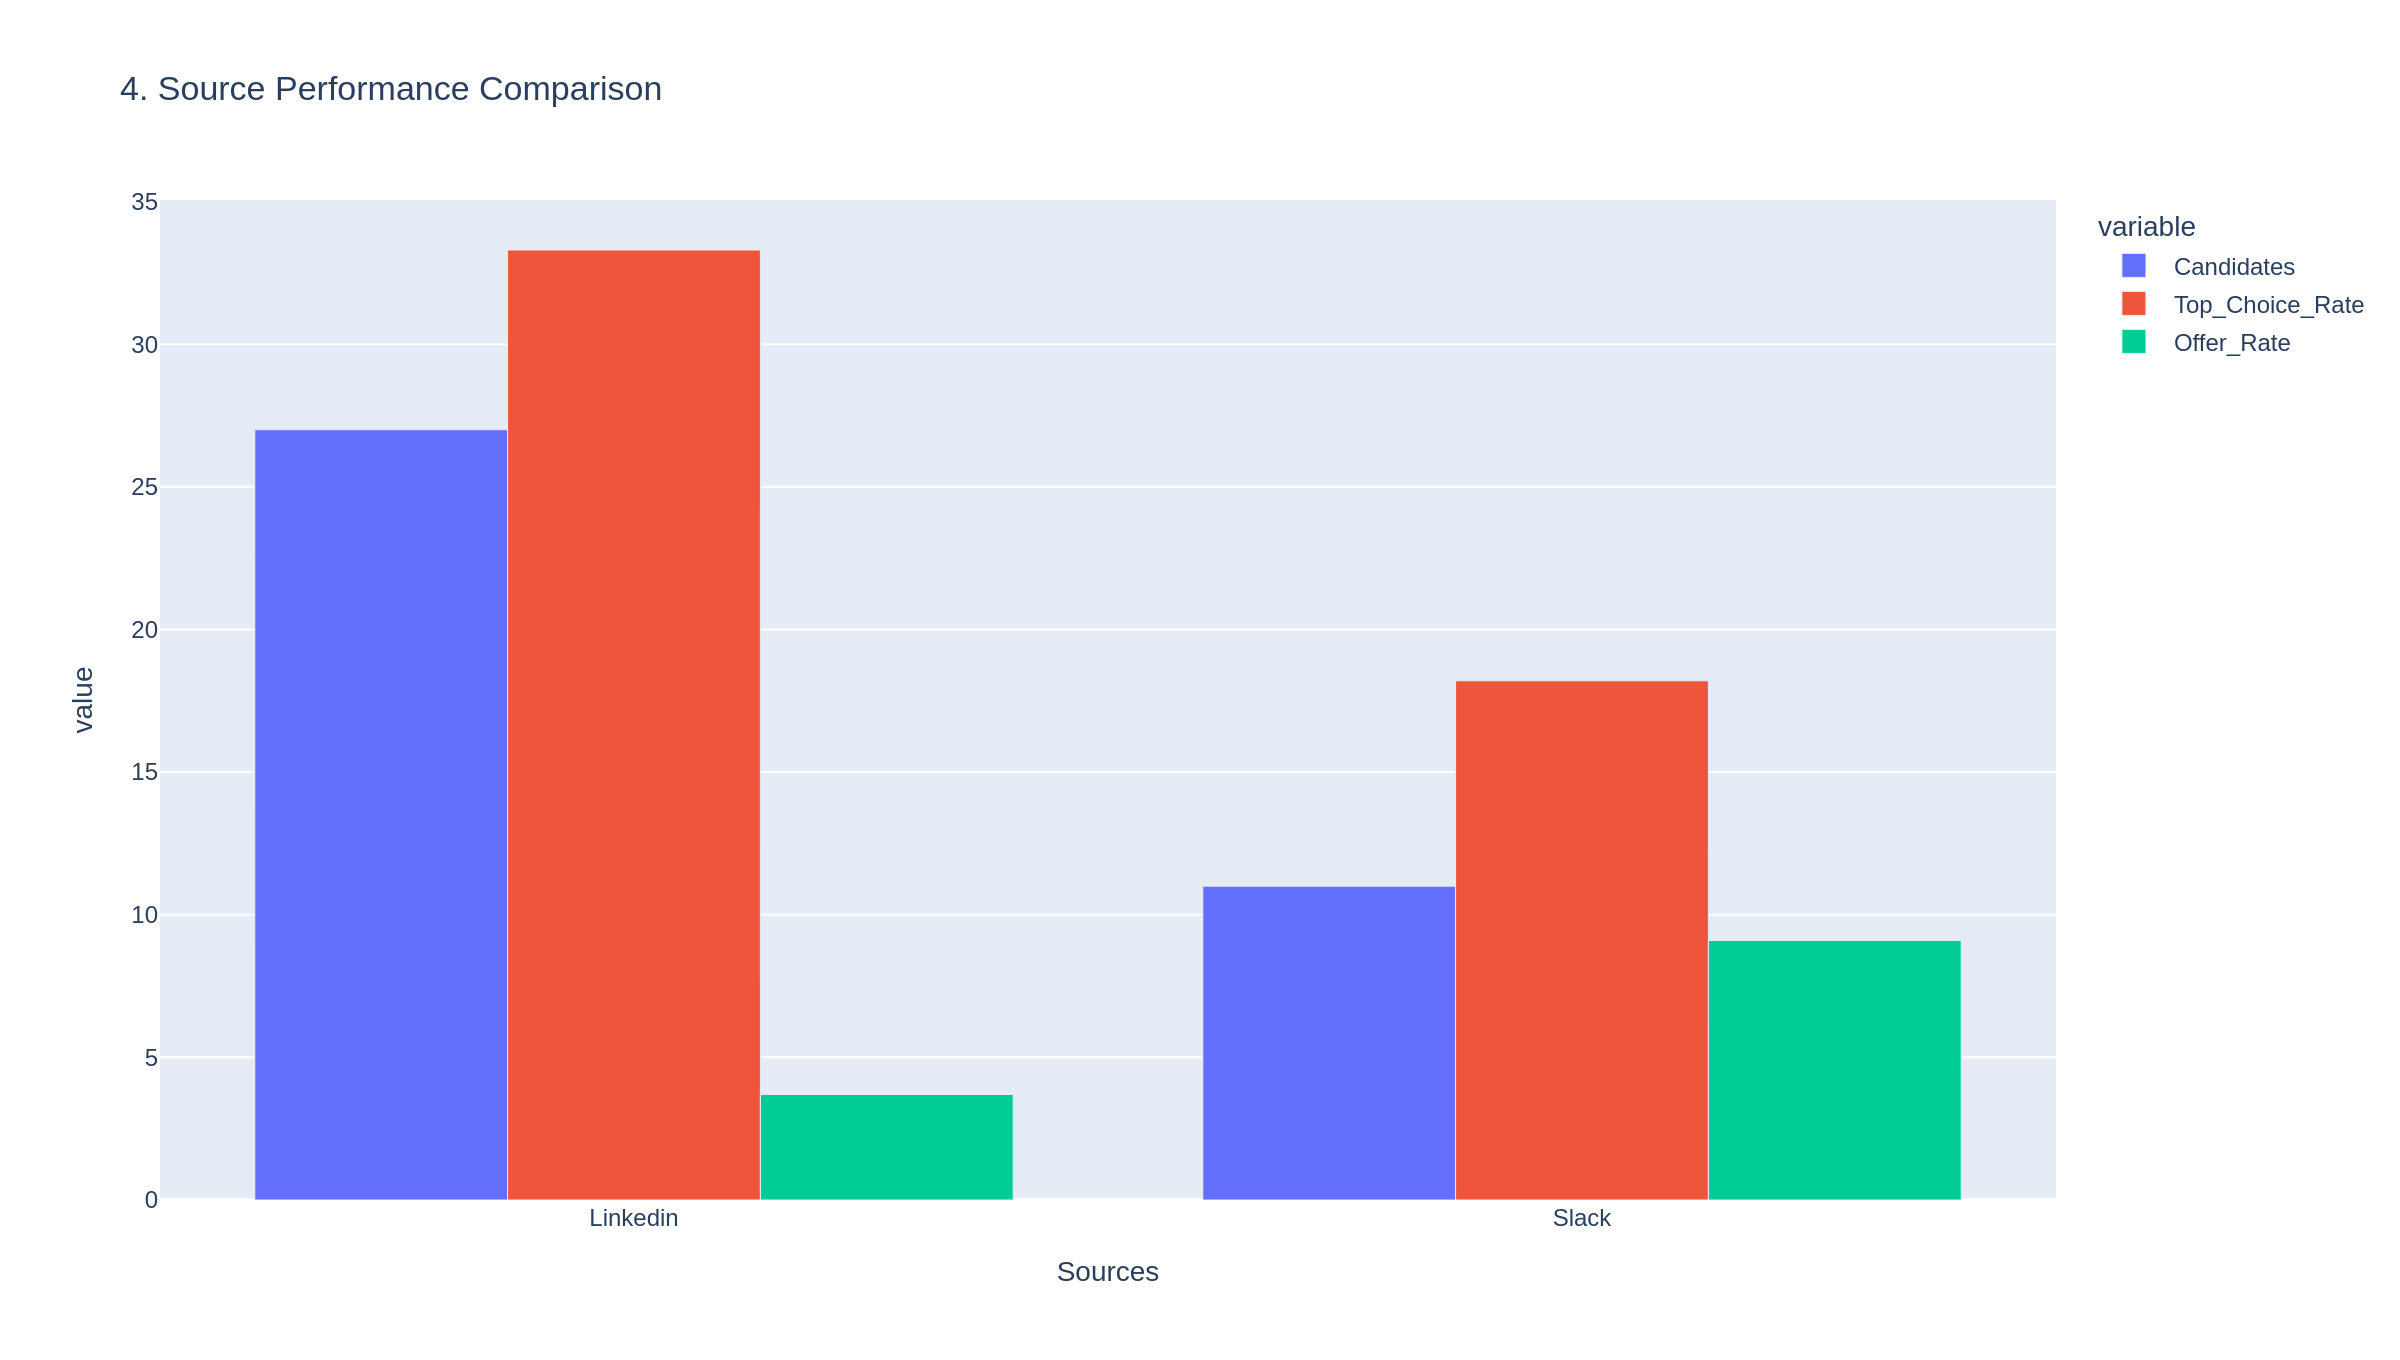 4. Source Performance Comparison
35
30
25
20
15
10
5
0
value
Linkedin
Slack
Sources
variable
Candidates
Top_Choice_Rate
Offer_Rate